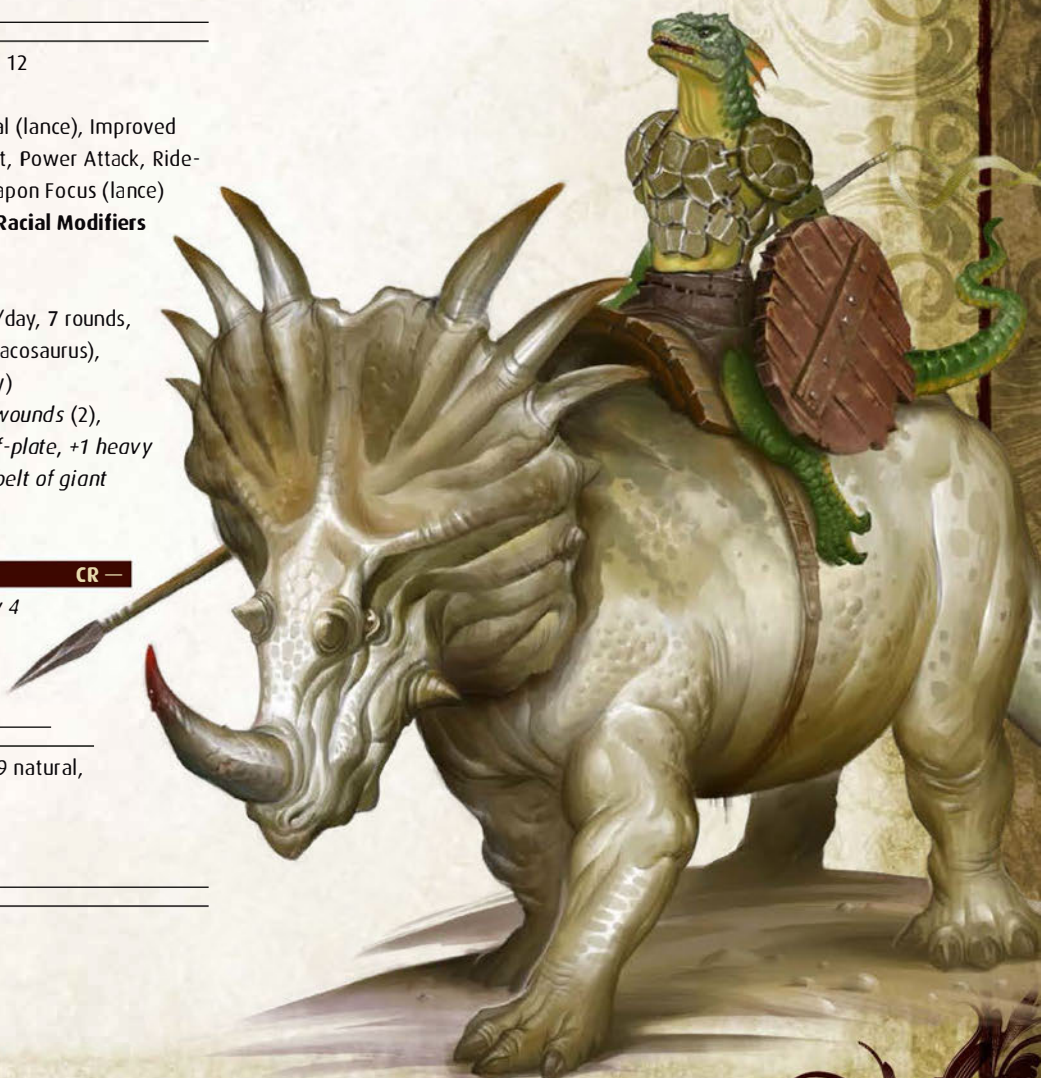 12
al (lance), Improved
t, Power Attack, Ride-
apon Focus (lance)
Racial Modifiers
/day, 7 rounds,
acosaurus),
y)
wounds (2),
f-plate, +1 heavy
belt of giant
CR —
y 4
9 natural,